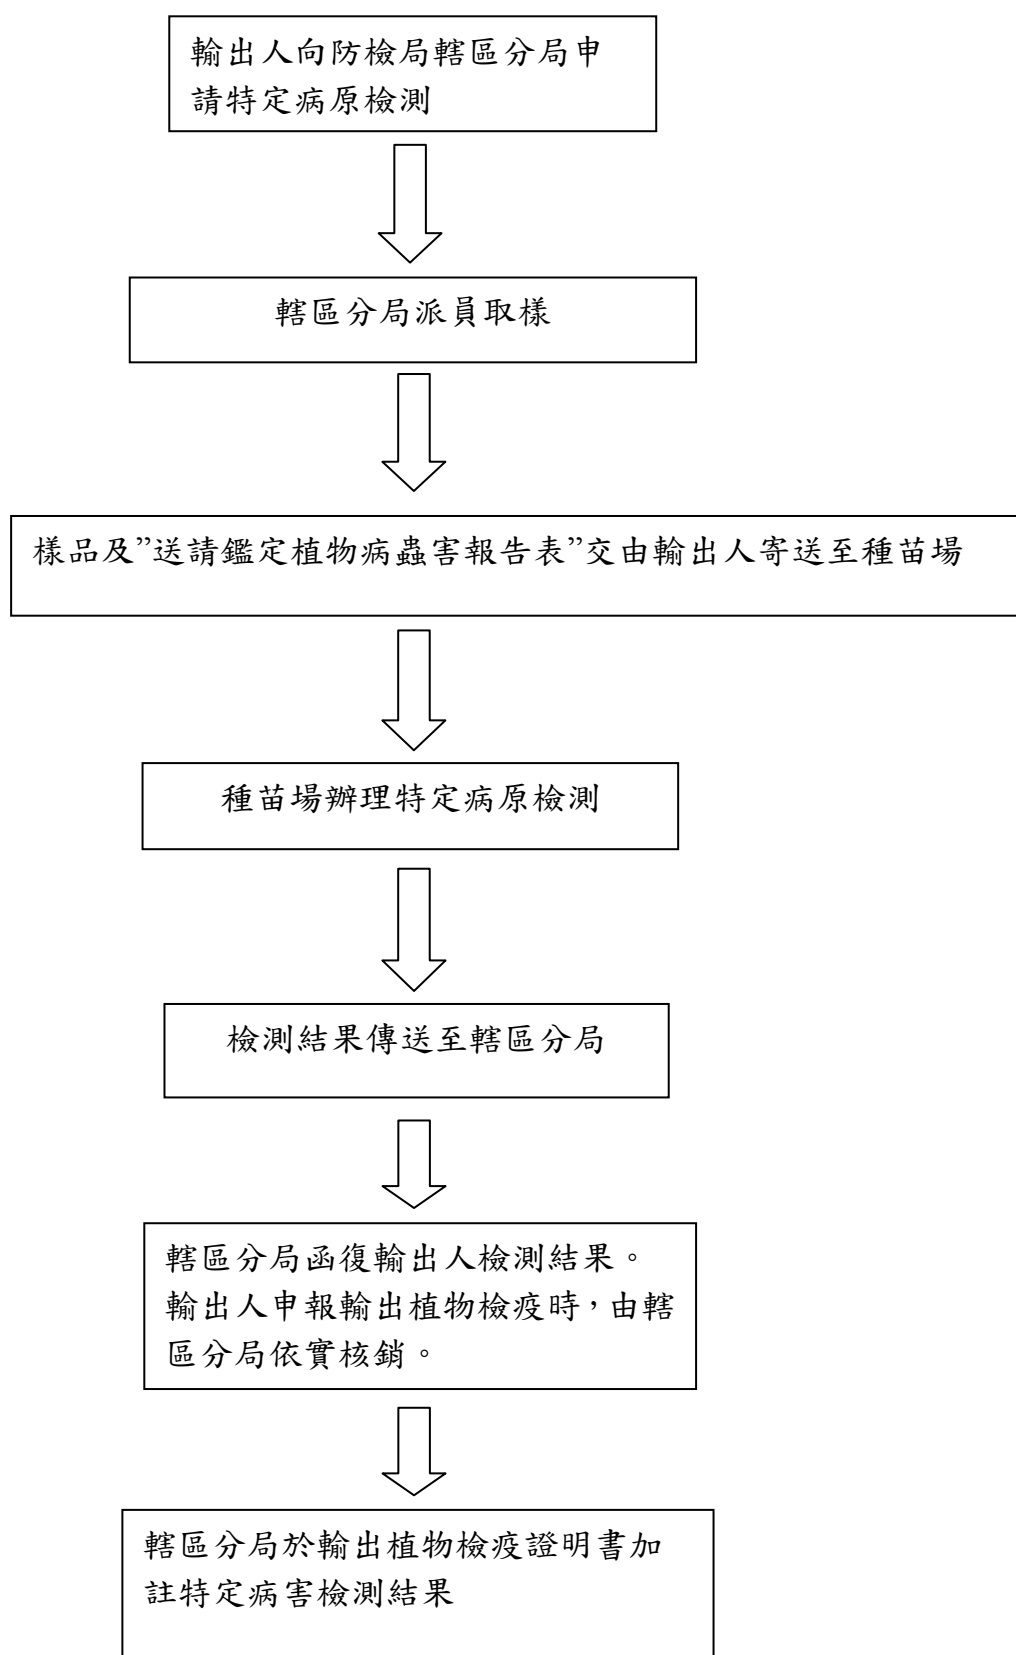 輸出人向防檢局轄區分局申
請特定病原檢測
轄區分局派員取樣
樣品及”送請鑑定植物病蟲害報告表”交由輸出人寄送至種苗場
種苗場辦理特定病原檢測
檢測結果傳送至轄區分局
轄區分局函復輸出人檢測結果。
輸出人申報輸出植物檢疫時，由轄
區分局依實核銷。
轄區分局於輸出植物檢疫證明書加
註特定病害檢測結果